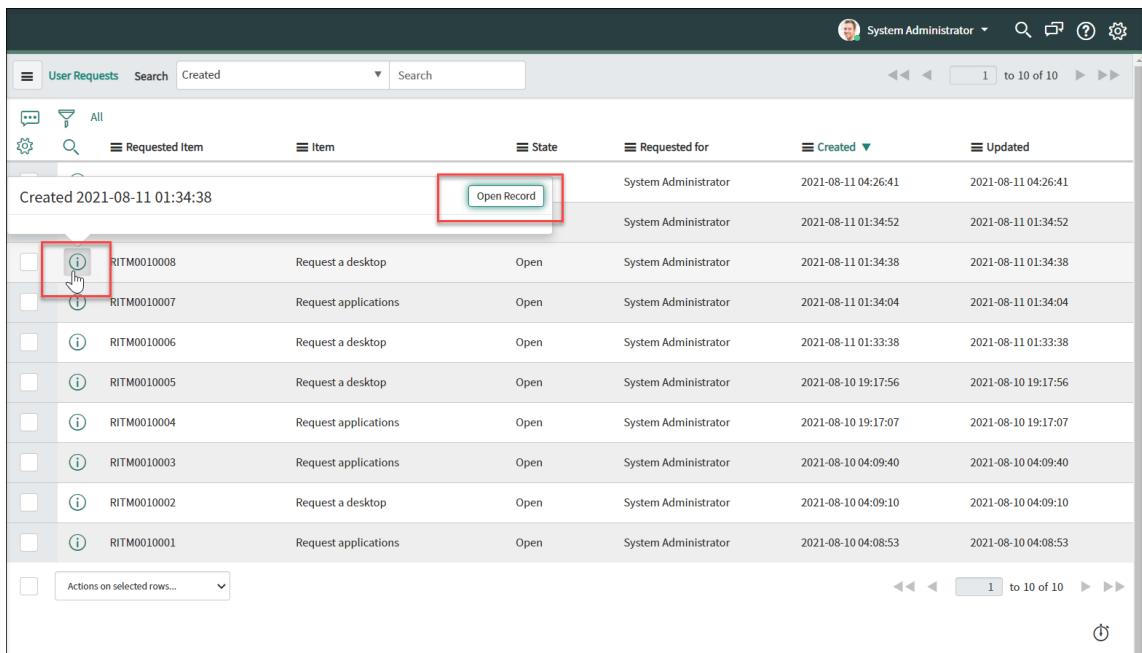 System Administrator
User Requests Search Created Search 1 to 10 of 10
All
Requested Item Item State Requested for Created Updated
System Administrator 2021-08-11 04:26:41 2021-08-11 04:26:41
Created 2021-08-11 01:34:38 Open Record
System Administrator 2021-08-11 01:34:52 2021-08-11 01:34:52
RITM0010008 Request a desktop Open System Administrator 2021-08-11 01:34:38 2021-08-11 01:34:38
RITM0010007 Request applications Open System Administrator 2021-08-11 01:34:04 2021-08-11 01:34:04
RITM0010006 Request a desktop Open System Administrator 2021-08-11 01:33:38 2021-08-11 01:33:38
RITM0010005 Request a desktop Open System Administrator 2021-08-10 19:17:56 2021-08-10 19:17:56
RITM0010004 Request applications Open System Administrator 2021-08-10 19:17:07 2021-08-10 19:17:07
RITM0010003 Request applications Open System Administrator 2021-08-10 04:09:40 2021-08-10 04:09:40
RITM0010002 Request a desktop Open System Administrator 2021-08-10 04:09:10 2021-08-10 04:09:10
RITM0010001 Request applications Open System Administrator 2021-08-10 04:08:53 2021-08-10 04:08:53
Actions on selected rows... 1 to 10 of 10